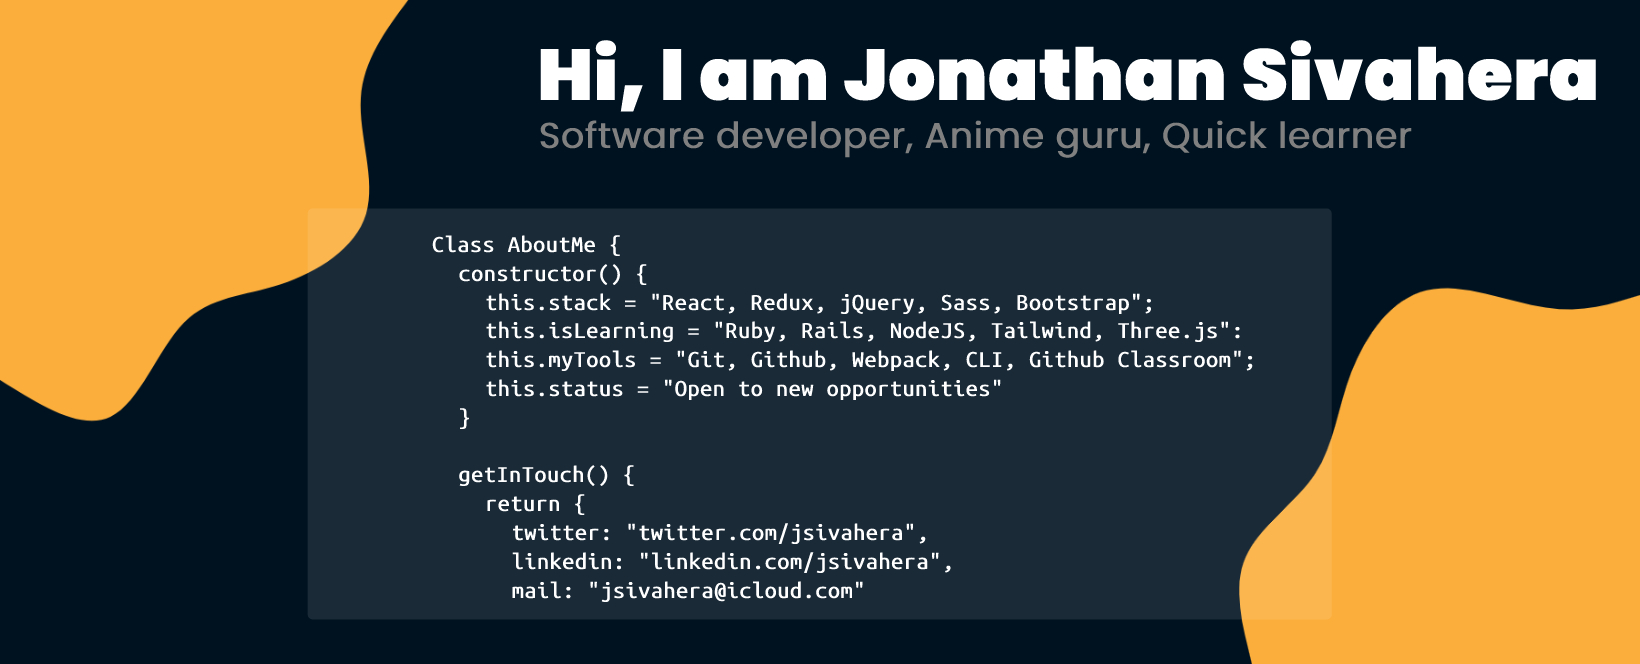 Hi, I am Jonathan Sivahera
Software developer, Anime guru, Quick learner
Class AboutMe {
constructor() {
this.stack = "React, Redux, jQuery, Sass, Bootstrap";
this.isLearning = "Ruby, Rails, NodeJS, Tailwind, Three.js":
this.myTools = "Git, Github, Webpack, CLI, Github Classroom";
this.status = "Open to new opportunities"
}
getInTouch() {
return {
twitter: "twitter.com/jsivahera",
linkedin: "linkedin.com/jsivahera",
mail: "jsivahera@icloud.com"